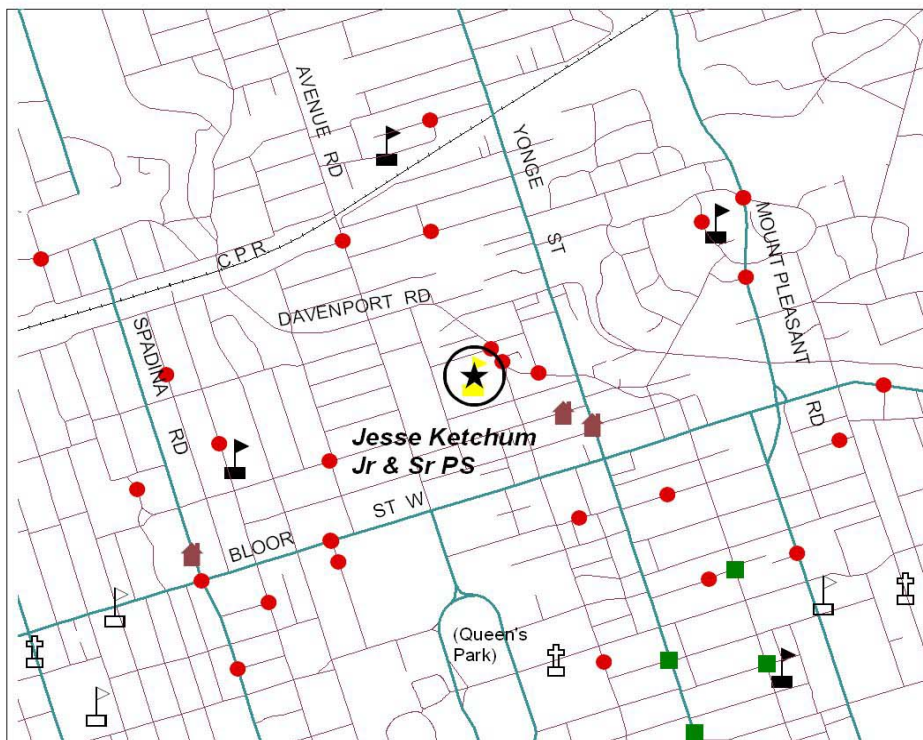 AVENUE RD
YONGE ST
MOUNT PLEASANT RD
C.P.R.
DAVENPORT RD
SPADINA RD
Jesse Ketchum
Jr & Sr PS
BLOOR ST W
(Queen's
Park)